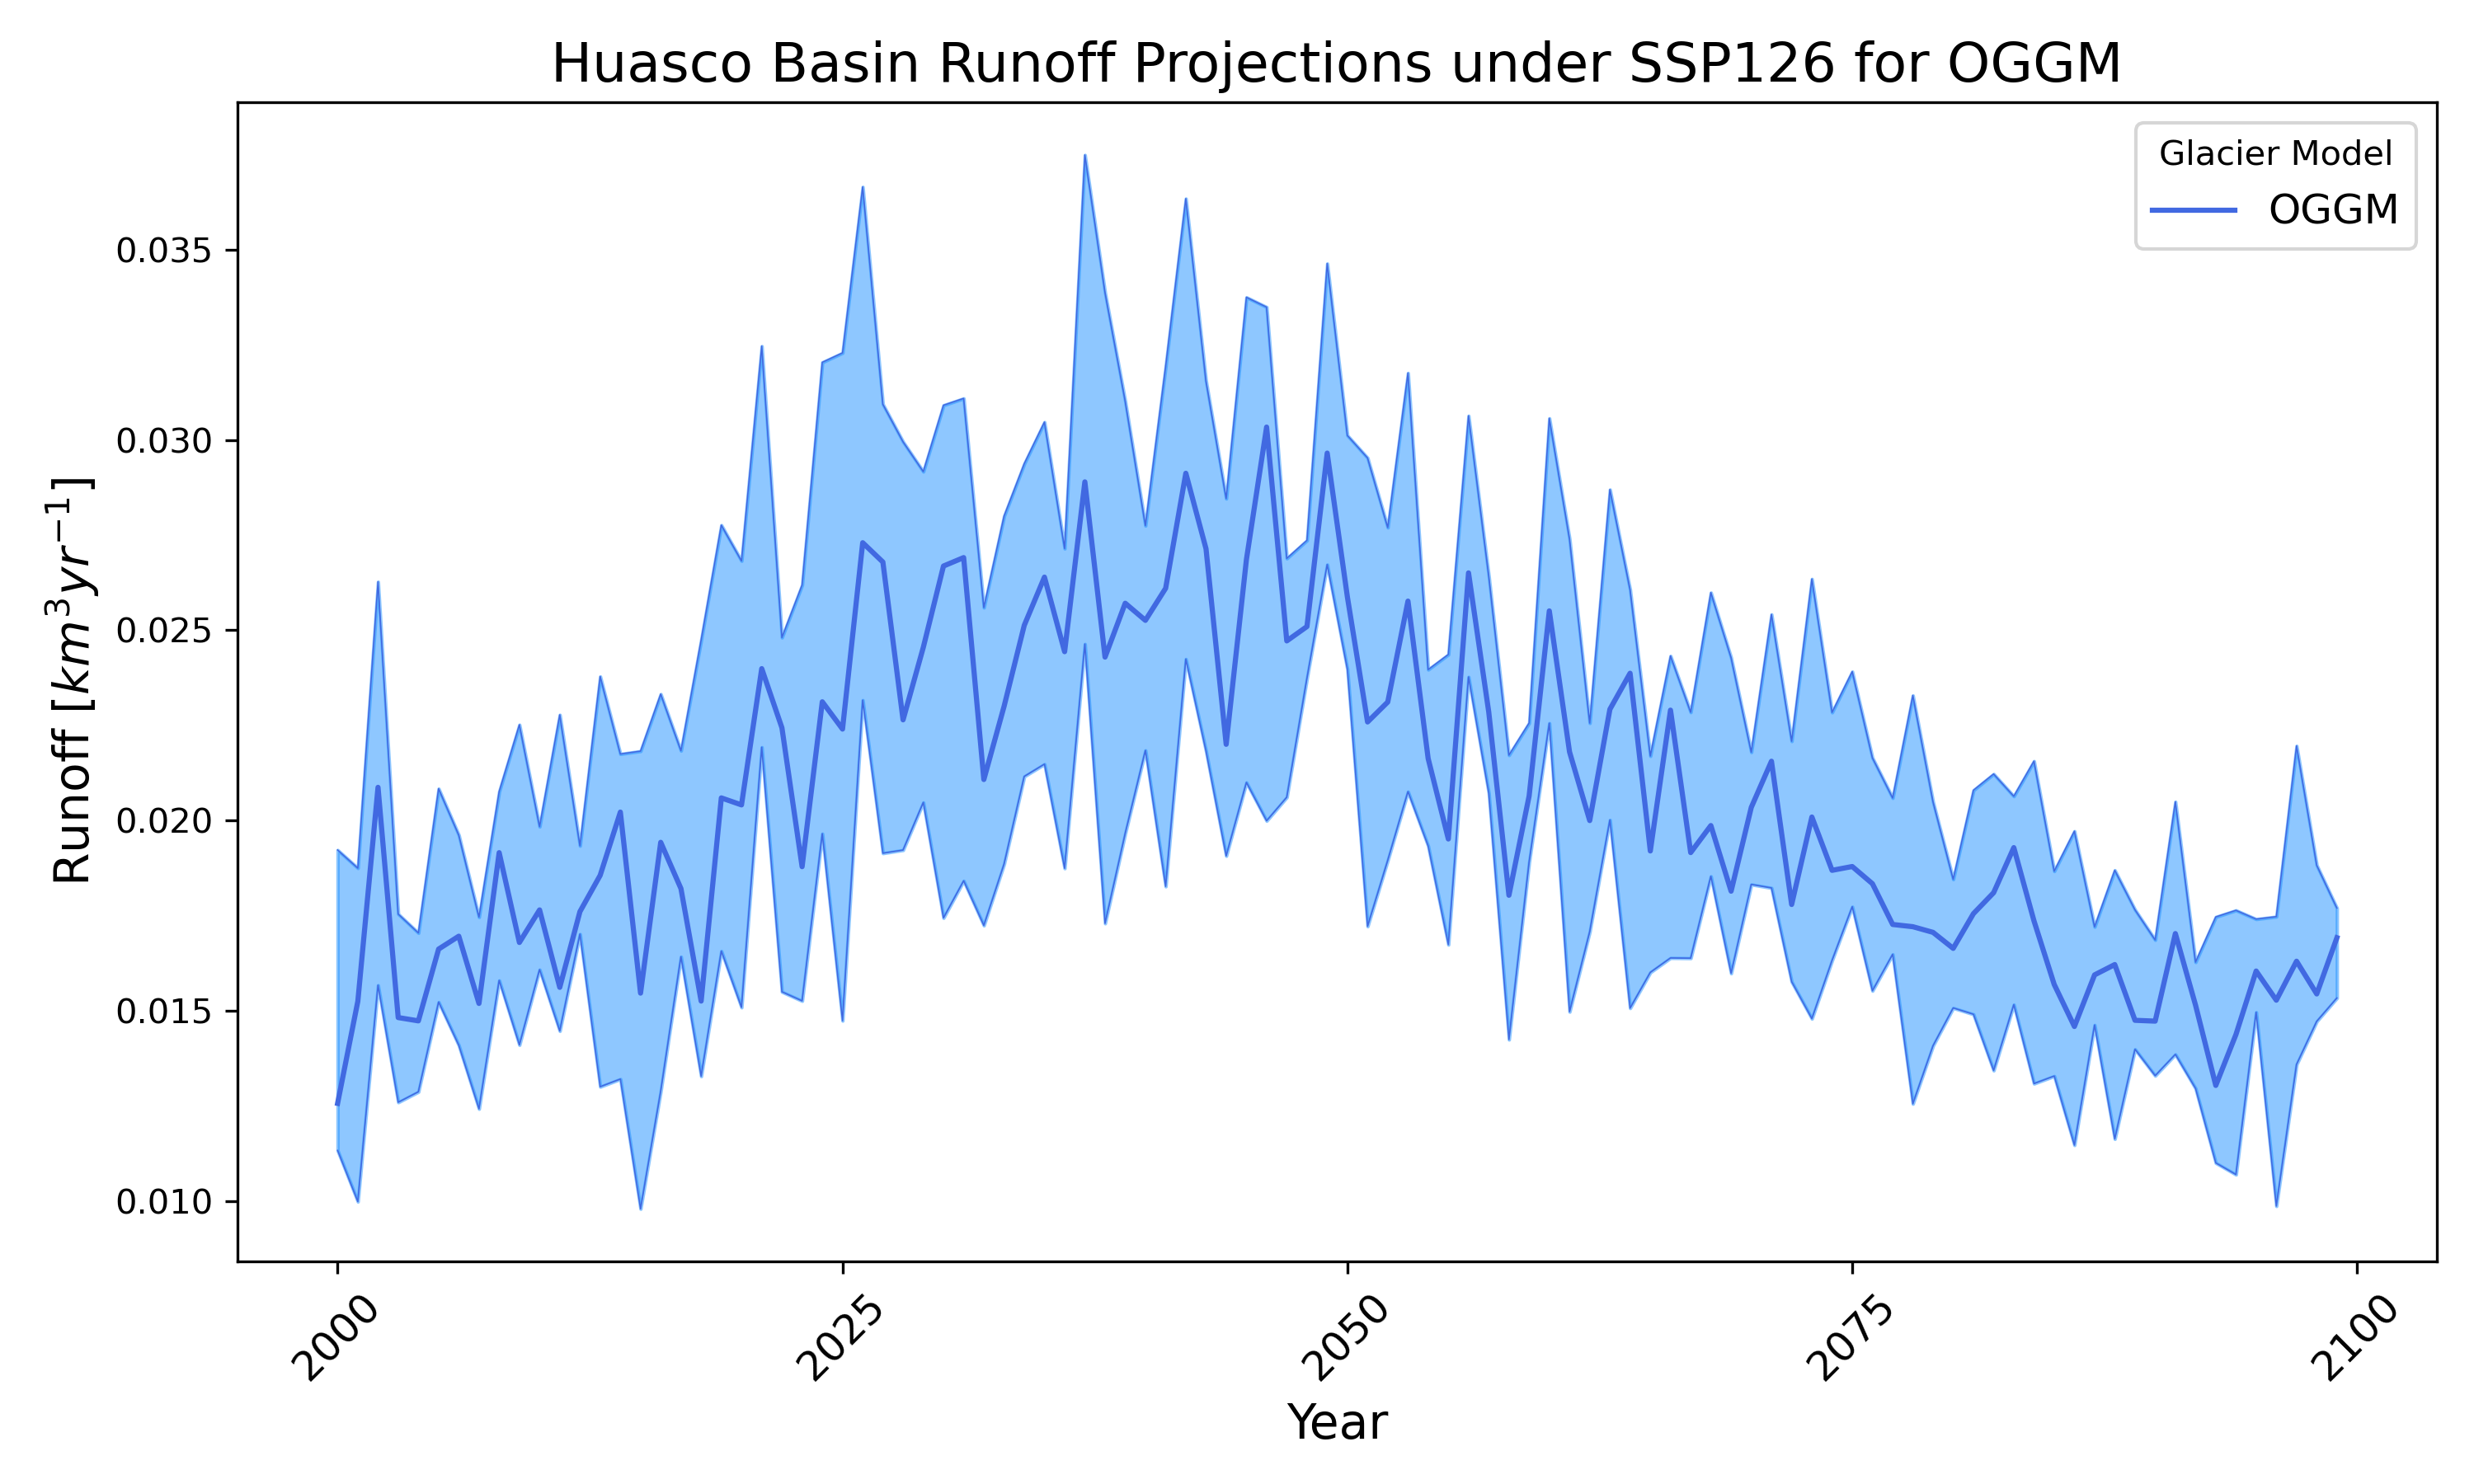 Huasco Basin Runoff Projections under SSP126 for OGGM
Glacier Model
OGGM
Runoff [km³yr⁻¹]
0.035
0.030
0.025
0.020
0.015
0.010
2000
2025
2050
2075
2100
Year